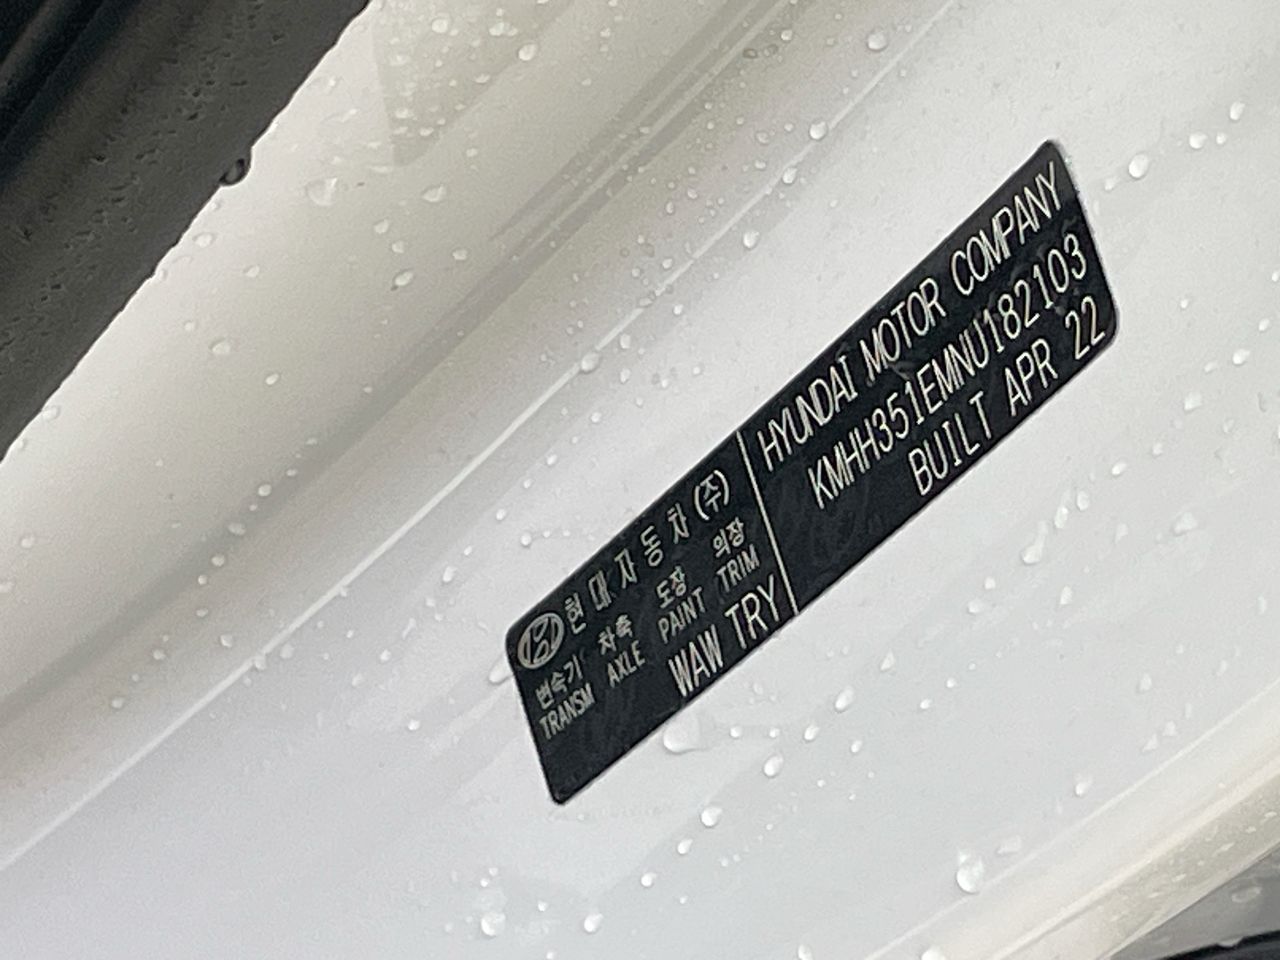 현대자동차(주)
변속기 차축 도장 의장
TRANSM AXLE PAINT TRIM
WAW TRY
HYUNDAI MOTOR COMPANY
KMHH351EMNU182103
BUILT APR 22